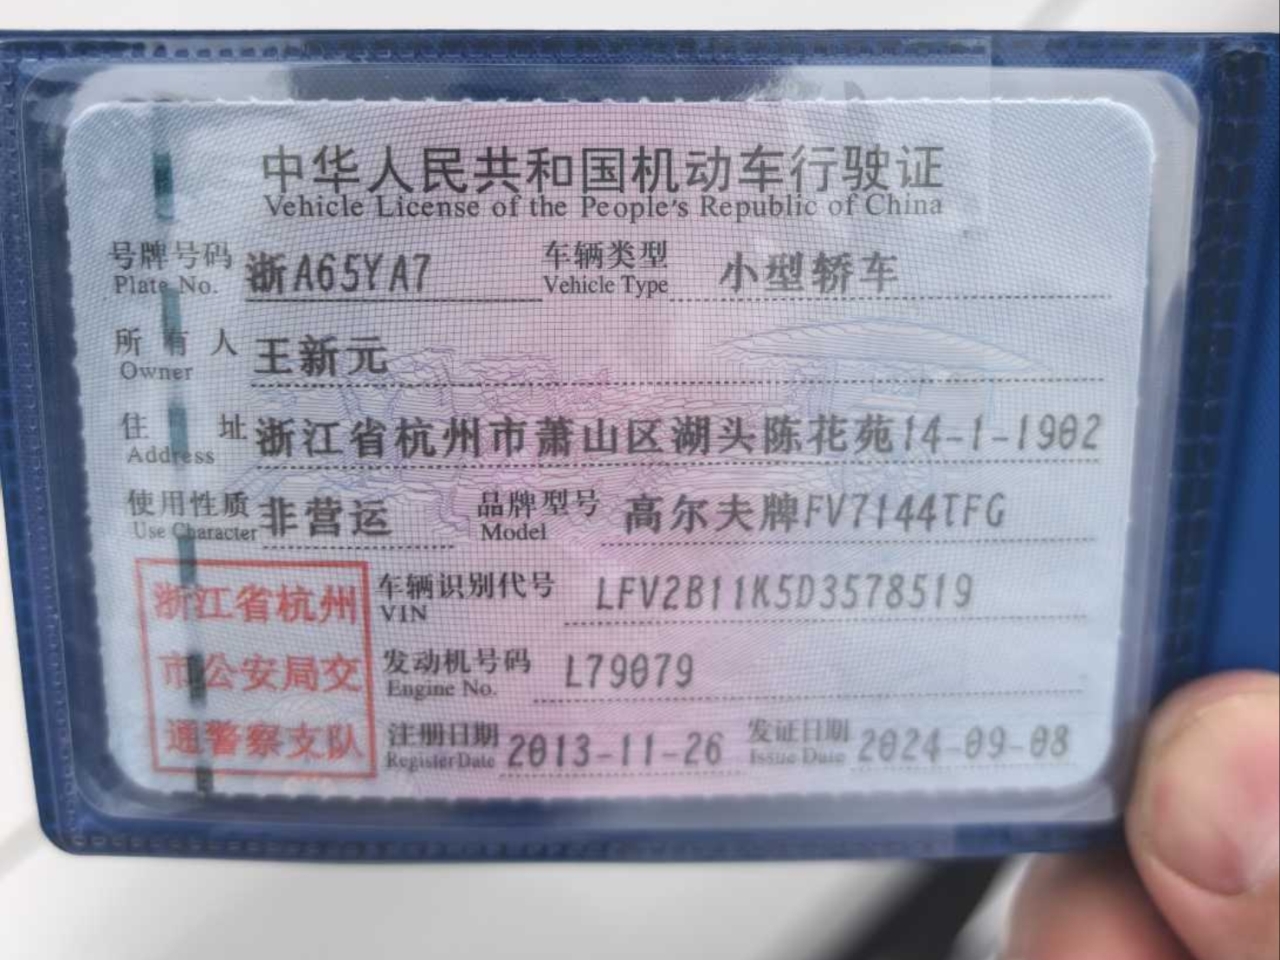 中华人民共和国机动车行驶证
Vehicle License of the People's Republic of China
号牌号码 浙A65YA7 车辆类型 小型轿车
Plate No. Vehicle Type
所有人 王新元
Owner
住址 浙江省杭州市萧山区湖头陈花苑14-1-1902
Address
使用性质 非营运 品牌型号 高尔夫牌FV7144TFG
Use Character Model
浙江省杭州
市公安局交
通警察支队
车辆识别代号 LFV2B11K5D3578519
VIN
发动机号码 L79079
Engine No.
注册日期 2013-11-26 发证日期 2024-09-08
Register Date Issue Date